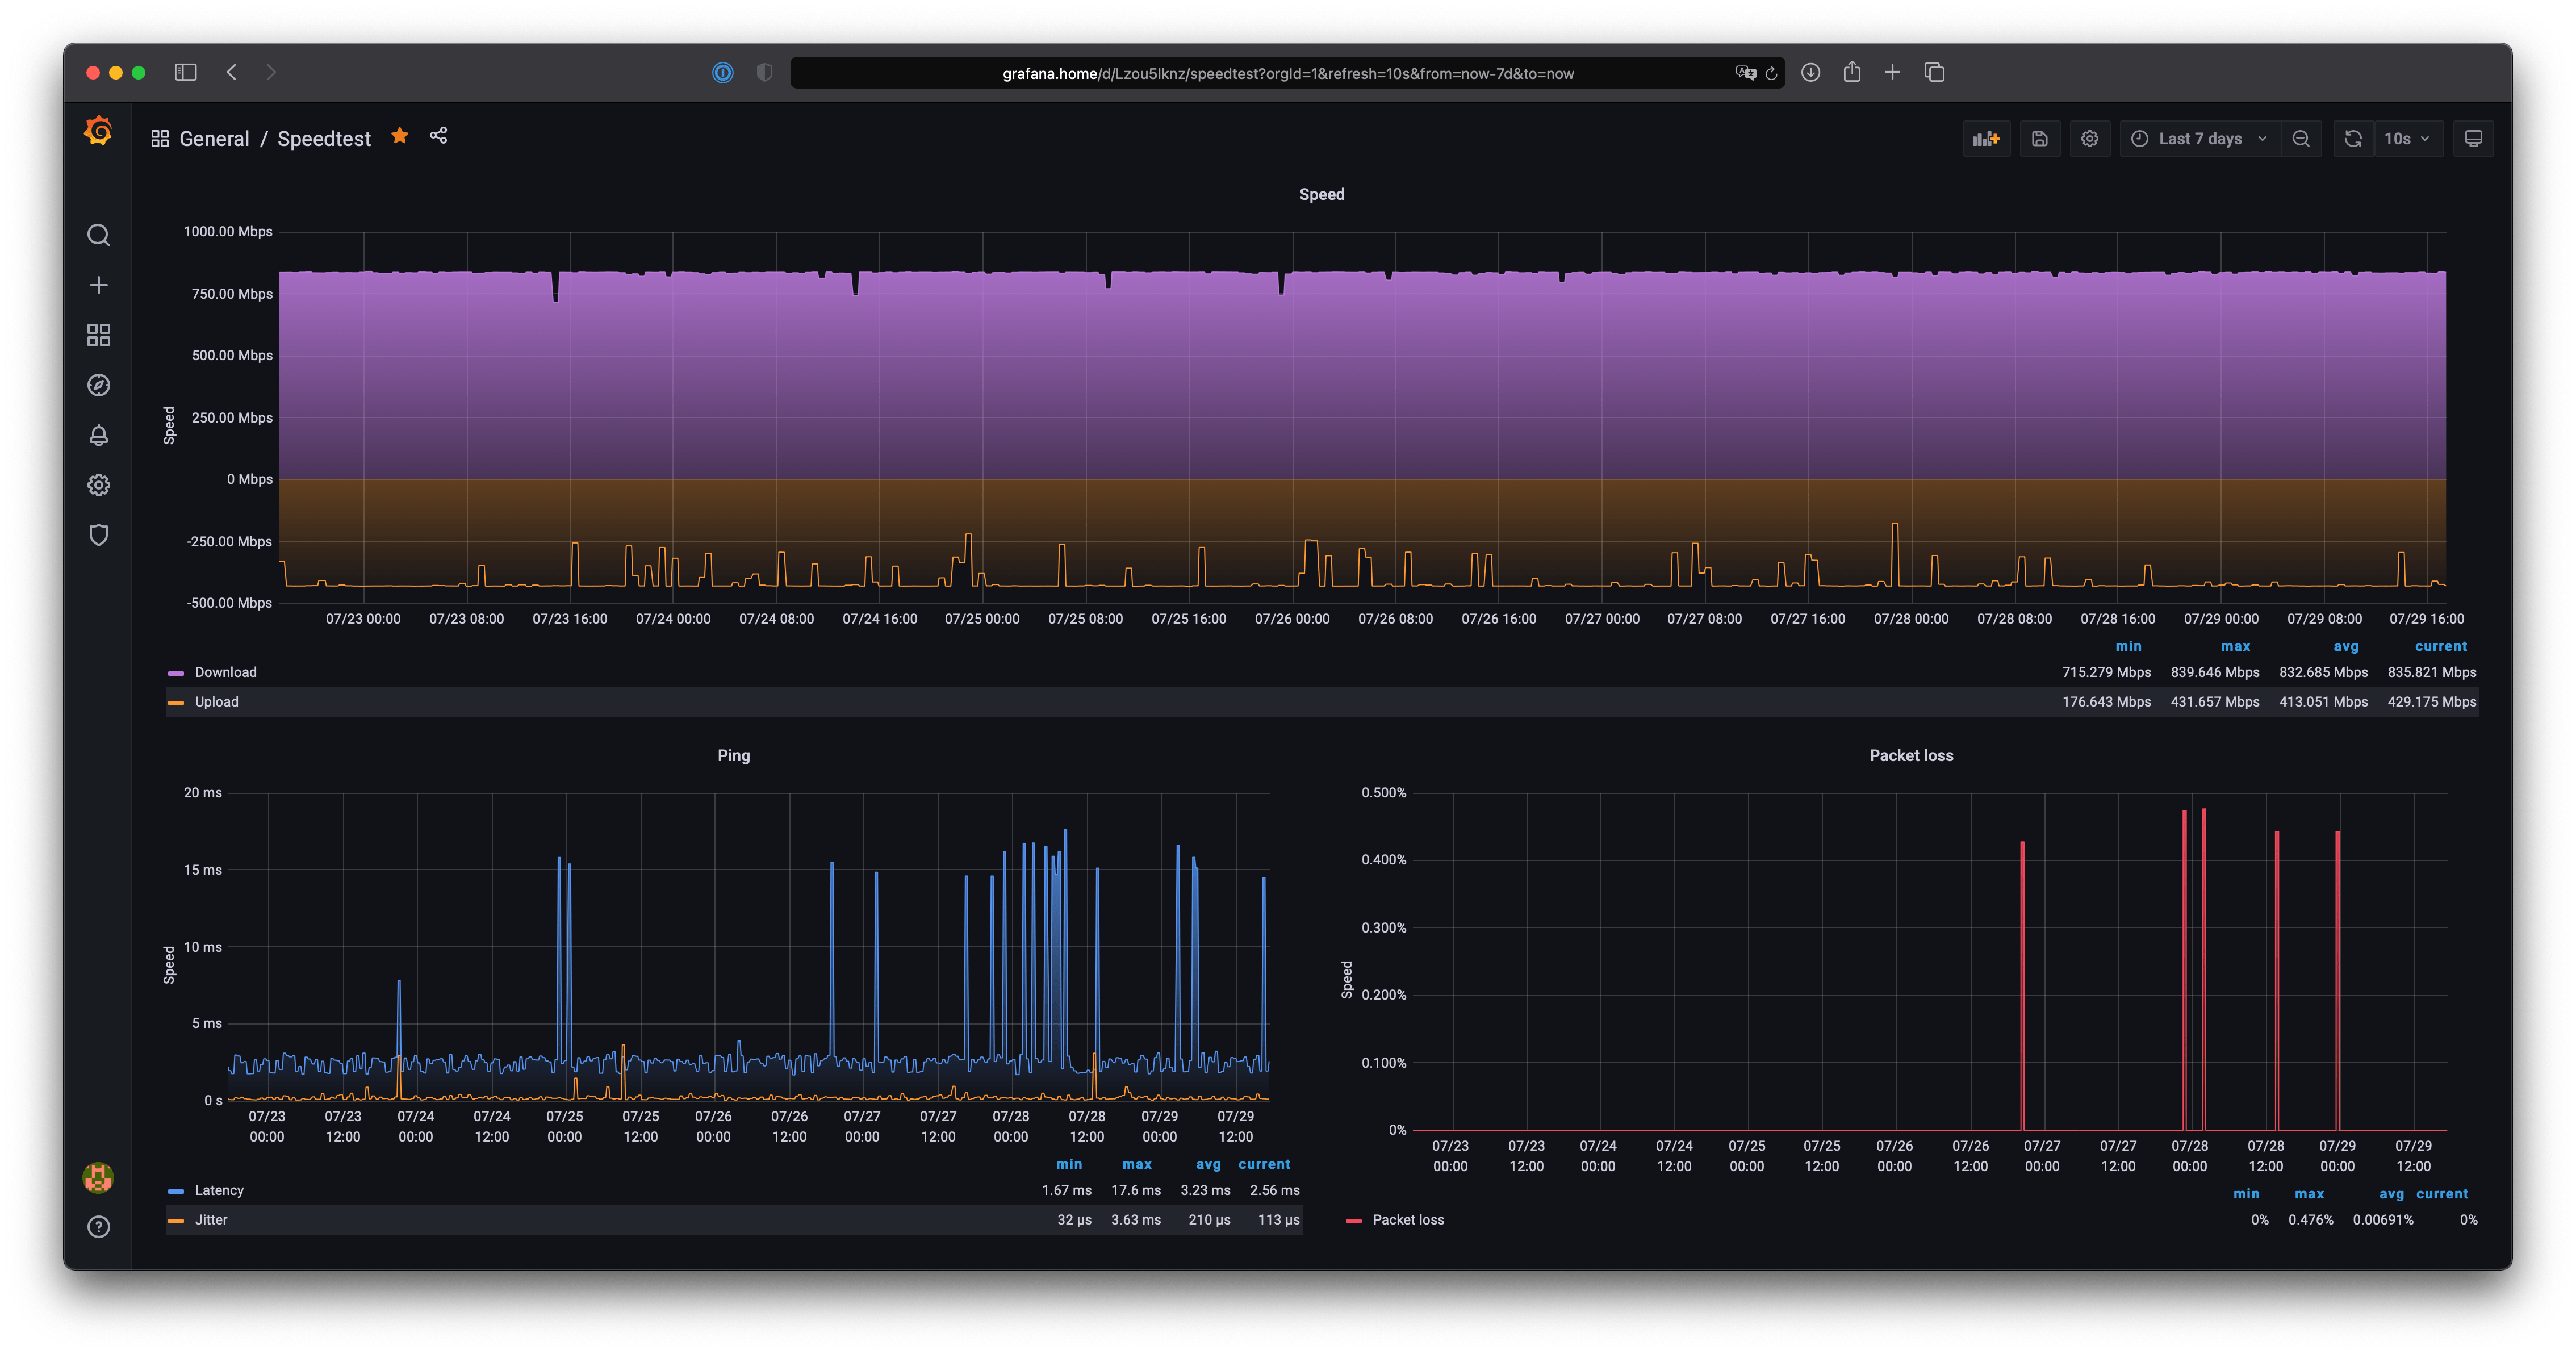 grafana.home/d/Lzou5lknz/speedtest?orgId=1&refresh=10s&from=now-7d&to=now
General / Speedtest
Last 7 days
10s
Speed
1000.00 Mbps
750.00 Mbps
500.00 Mbps
250.00 Mbps
0 Mbps
-250.00 Mbps
-500.00 Mbps
Speed
07/23 00:00 07/23 08:00 07/23 16:00 07/24 00:00 07/24 08:00 07/24 16:00 07/25 00:00 07/25 08:00 07/25 16:00 07/26 00:00 07/26 08:00 07/26 16:00 07/27 00:00 07/27 08:00 07/27 16:00 07/28 00:00 07/28 08:00 07/28 16:00 07/29 00:00 07/29 08:00 07/29 16:00
min max avg current
Download 715.279 Mbps 839.646 Mbps 832.685 Mbps 835.821 Mbps
Upload 176.643 Mbps 431.657 Mbps 413.051 Mbps 429.175 Mbps
Ping
20 ms
15 ms
10 ms
5 ms
0 s
Speed
07/23 07/23 07/24 07/24 07/25 07/25 07/26 07/26 07/27 07/27 07/28 07/28 07/29 07/29
00:00 12:00 00:00 12:00 00:00 12:00 00:00 12:00 00:00 12:00 00:00 12:00 00:00 12:00
min max avg current
Latency 1.67 ms 17.6 ms 3.23 ms 2.56 ms
Jitter 32 µs 3.63 ms 210 µs 113 µs
Packet loss
0.500%
0.400%
0.300%
0.200%
0.100%
0%
Speed
07/23 07/23 07/24 07/24 07/25 07/25 07/26 07/26 07/27 07/27 07/28 07/28 07/29 07/29
00:00 12:00 00:00 12:00 00:00 12:00 00:00 12:00 00:00 12:00 00:00 12:00 00:00 12:00
min max avg current
Packet loss 0% 0.476% 0.00691% 0%